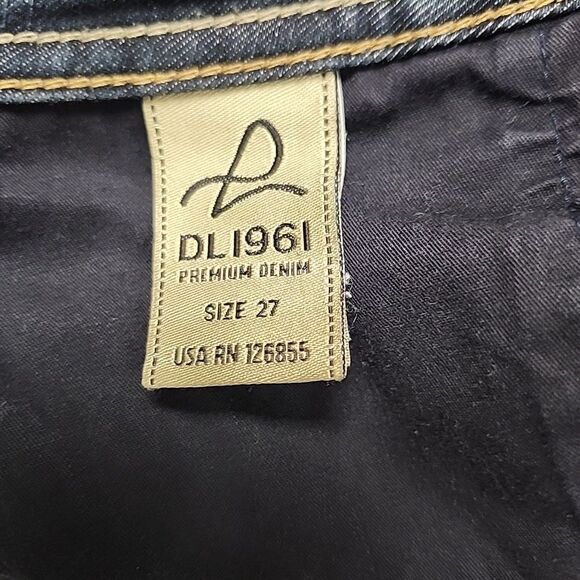 DL1961
PREMIUM DENIM
SIZE 27
USA RN 126855